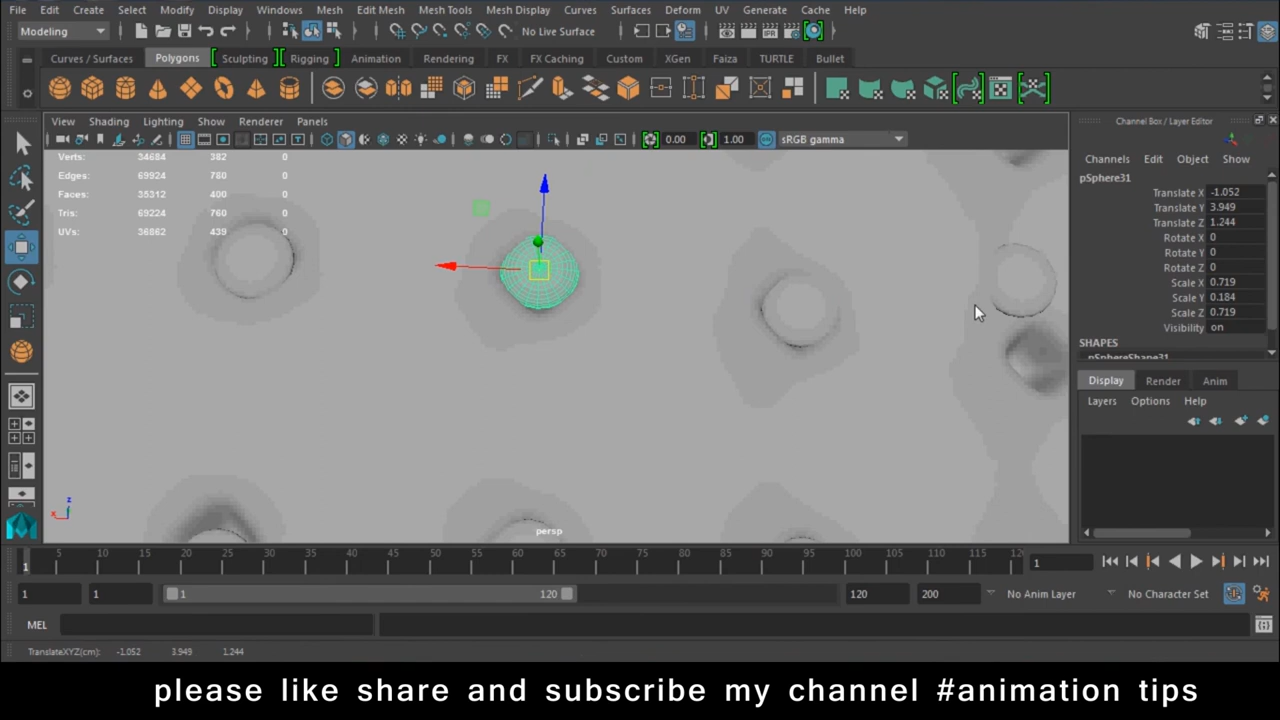 File Edit Create Select Modify Display Windows Mesh Edit Mesh Mesh Tools Mesh Display Curves Surfaces Deform UV Generate Cache Help
Modeling No Live Surface
Curves / Surfaces Polygons Sculpting Rigging Animation Rendering FX FX Caching Custom XGen Faiza TURTLE Bullet
View Shading Lighting Show Renderer Panels
0.00 1.00 sRGB gamma
Verts: 34684 382 0
Edges: 69924 780 0
Faces: 35312 400 0
Tris: 69224 760 0
UVs: 36862 439 0
persp
z
x
Channel Box / Layer Editor
Channels Edit Object Show
pSphere31
Translate X -1.052
Translate Y 3.949
Translate Z 1.244
Rotate X 0
Rotate Y 0
Rotate Z 0
Scale X 0.719
Scale Y 0.184
Scale Z 0.719
Visibility on
SHAPES
pSphereShape31
Display Render Anim
Layers Options Help
5 10 15 20 25 30 35 40 45 50 55 60 65 70 75 80 85 90 95 100 105 110 115 12
1 1
1 1 1 120 120 200 No Anim Layer No Character Set
MEL
TranslateXYZ(cm): -1.052 3.949 1.244
please like share and subscribe my channel #animation tips